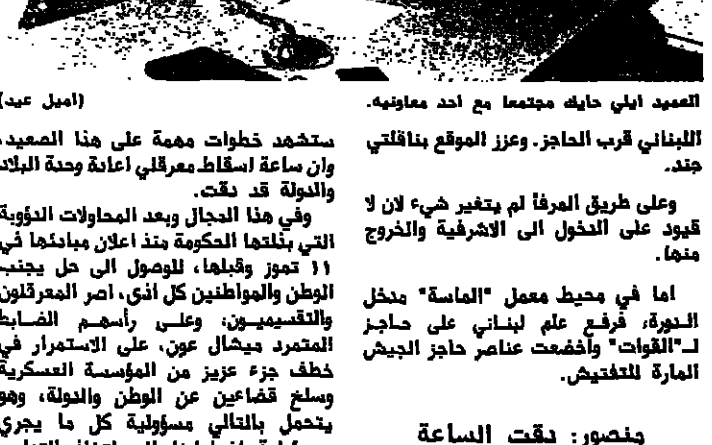 العميد ايلي حايك مجتمعا مع احد معاونيه.
(اميل عيد)
اللبناني قرب الحاجز. وعزز الموقع بناقلتي
جند.
وعلى طريق المرفأ لم يتغير شيء لان لا
قيود على الدخول الى الاشرفية والخروج
منها.
اما في محيط معمل "الماسة" مدخل
الدورة، فرفع علم لبناني على حاجز
لـ"القوات" وأخضعت عناصر حاجز الجيش
المارة للتفتيش.
منصور: دقت الساعة
ستشهد خطوات مهمة على هذا الصعيد،
وان ساعة اسقاط معرقلي اعادة وحدة البلاد
والدولة قد دقت.
وفي هذا المجال وبعد المحاولات الدؤوبة
التي بذلتها الحكومة منذ اعلان مبادئها في
١١ تموز وقبلها، للوصول الى حل يجنب
الوطن والمواطنين كل اذى، اصر المعرقلون
والتقسيميون، وعلى رأسهم الضابط
المتمرد ميشال عون، على الاستمرار في
خطف جزء عزيز من المؤسسة العسكرية
وسلخ قضاءين عن الوطن والدولة، وهو
يتحمل بالتالي مسؤولية كل ما يجري